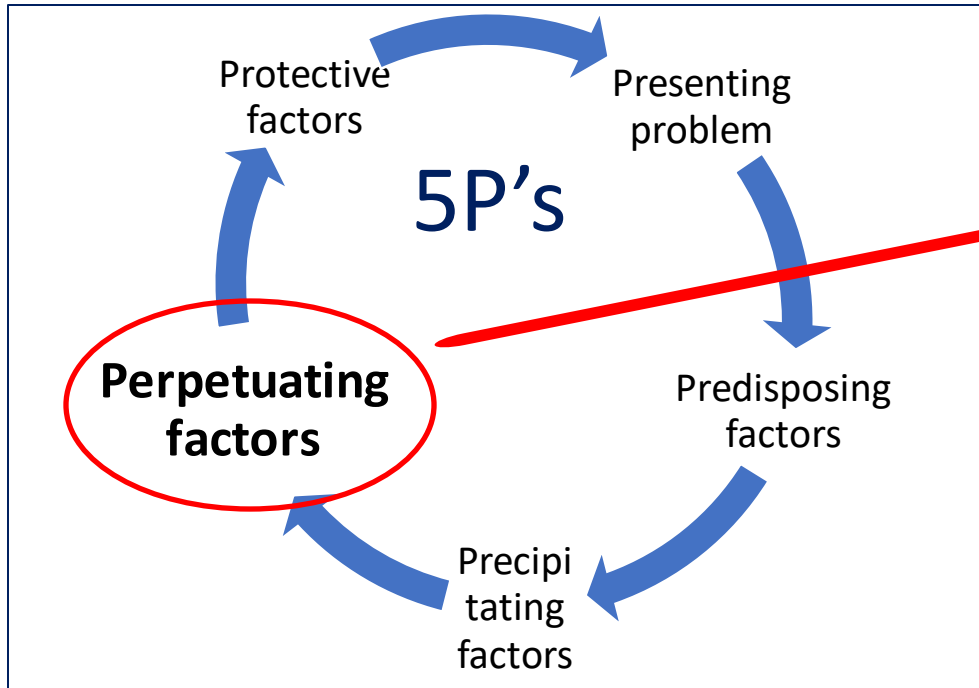 Protective
factors
Presenting
problem
5P's
Perpetuating
factors
Predisposing
factors
Precipi
tating
factors